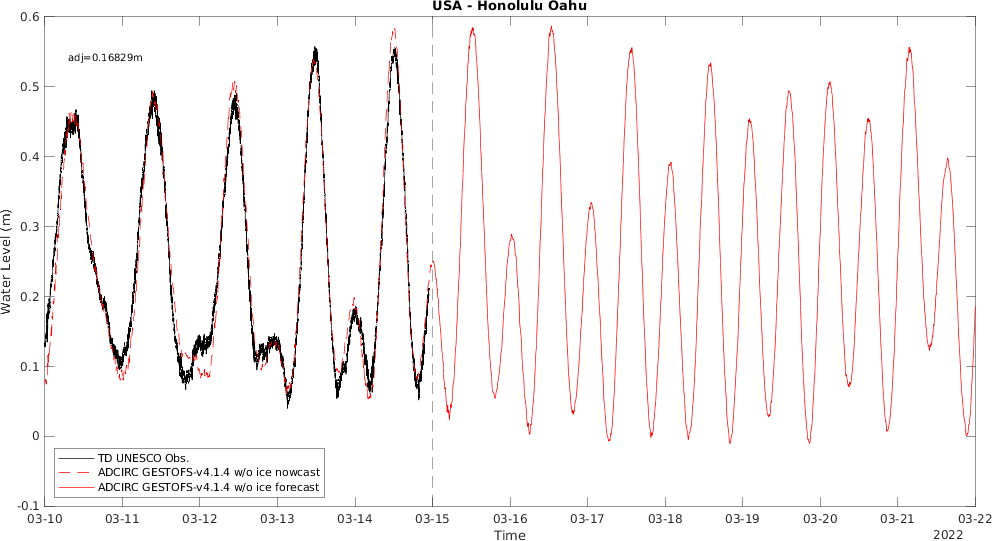 USA - Honolulu Oahu
0.6
adj=0.16829m
0.5
0.4
0.3
Water Level (m)
0.2
0.1
0
TD UNESCO Obs.
ADCIRC GESTOFS-v4.1.4 w/o ice nowcast
ADCIRC GESTOFS-v4.1.4 w/o ice forecast
-0.1
03-10 03-11 03-12 03-13 03-14 03-15 03-16 03-17 03-18 03-19 03-20 03-21 03-22
Time
2022